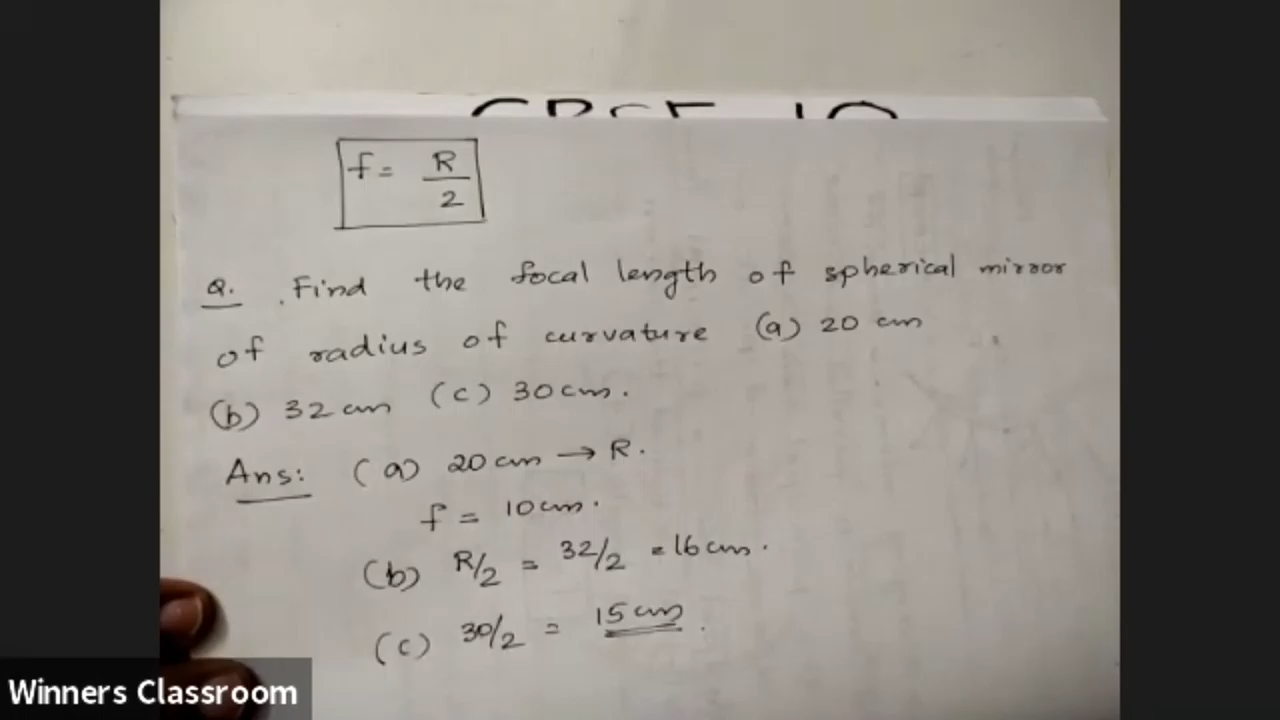 f = R/2
Q. Find the focal length of spherical mirror
of radius of curvature (a) 20 cm
(b) 32 cm (c) 30 cm.
Ans: (a) 20 cm → R.
f = 10 cm.
(b) R/2 = 32/2 = 16 cm.
(c) 30/2 = 15 cm.
Winners Classroom